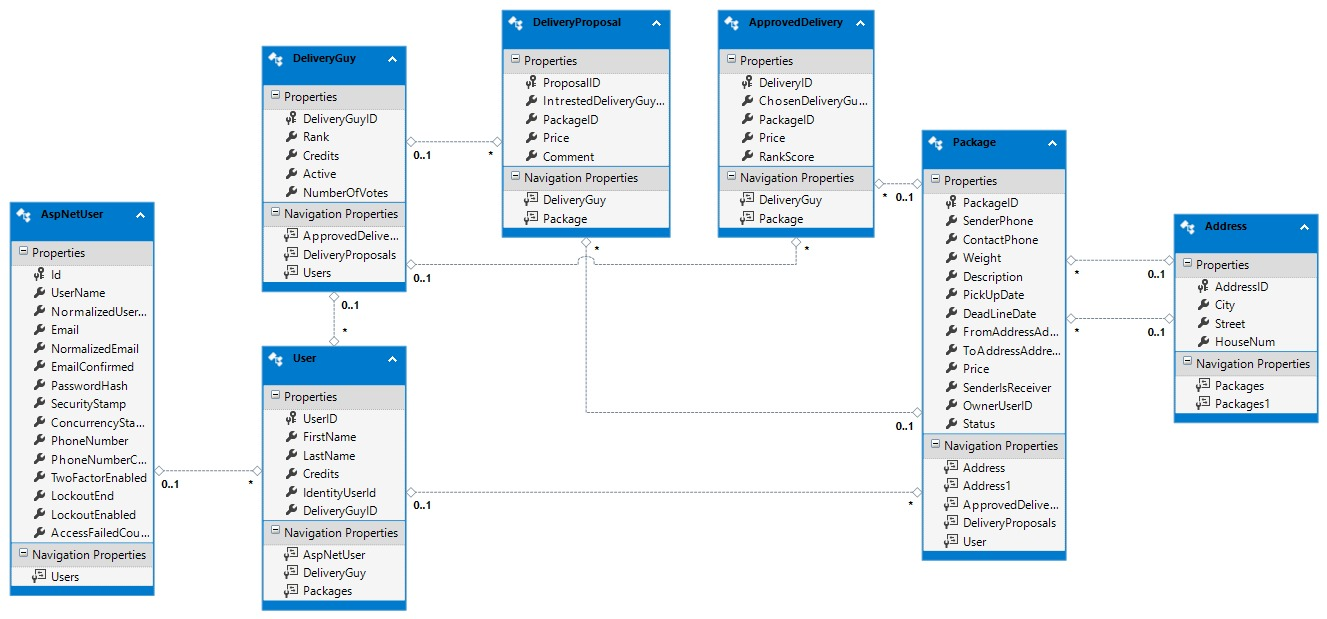 AspNetUser
Properties
Id
UserName
NormalizedUser...
Email
NormalizedEmail
EmailConfirmed
PasswordHash
SecurityStamp
ConcurrencySta...
PhoneNumber
PhoneNumberC...
TwoFactorEnabled
LockoutEnd
LockoutEnabled
AccessFailedCou...
Navigation Properties
Users
0..1
*
DeliveryGuy
Properties
DeliveryGuyID
Rank
Credits
Active
NumberOfVotes
Navigation Properties
ApprovedDelive...
DeliveryProposals
Users
0..1
*
0..1
*
0..1
*
User
Properties
UserID
FirstName
LastName
Credits
IdentityUserId
DeliveryGuyID
Navigation Properties
AspNetUser
DeliveryGuy
Packages
0..1
*
DeliveryProposal
Properties
ProposalID
IntrestedDeliveryGuy...
PackageID
Price
Comment
Navigation Properties
DeliveryGuy
Package
*
0..1
ApprovedDelivery
Properties
DeliveryID
ChosenDeliveryGu...
PackageID
Price
RankScore
Navigation Properties
DeliveryGuy
Package
*
0..1
Package
Properties
PackageID
SenderPhone
ContactPhone
Weight
Description
PickUpDate
DeadLineDate
FromAddressAd...
ToAddressAddre...
Price
SenderIsReceiver
OwnerUserID
Status
Navigation Properties
Address
Address1
ApprovedDelive...
DeliveryProposals
User
*
0..1
*
0..1
Address
Properties
AddressID
City
Street
HouseNum
Navigation Properties
Packages
Packages1